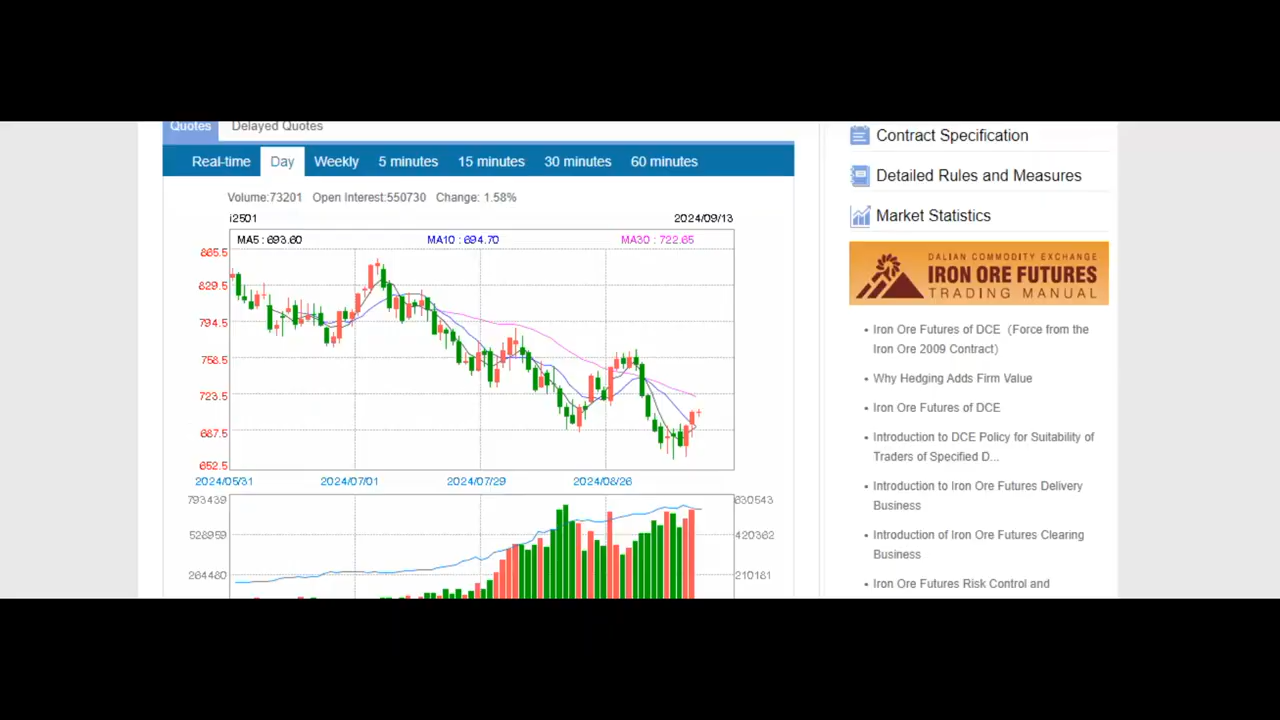 Quotes Delayed Quotes
Real-time Day Weekly 5 minutes 15 minutes 30 minutes 60 minutes
Volume:73201 Open Interest:550730 Change: 1.58%
i2501 2024/09/13
MA5 : 693.60 MA10 : 694.70 MA30 : 722.65
865.5
829.5
794.5
758.5
723.5
687.5
652.5
2024/05/31 2024/07/01 2024/07/29 2024/08/26
793439 630543
528959 420362
264480 210181
Contract Specification
Detailed Rules and Measures
Market Statistics
DALIAN COMMODITY EXCHANGE
IRON ORE FUTURES
TRADING MANUAL
Iron Ore Futures of DCE（Force from the
Iron Ore 2009 Contract）
Why Hedging Adds Firm Value
Iron Ore Futures of DCE
Introduction to DCE Policy for Suitability of
Traders of Specified D...
Introduction to Iron Ore Futures Delivery
Business
Introduction of Iron Ore Futures Clearing
Business
Iron Ore Futures Risk Control and